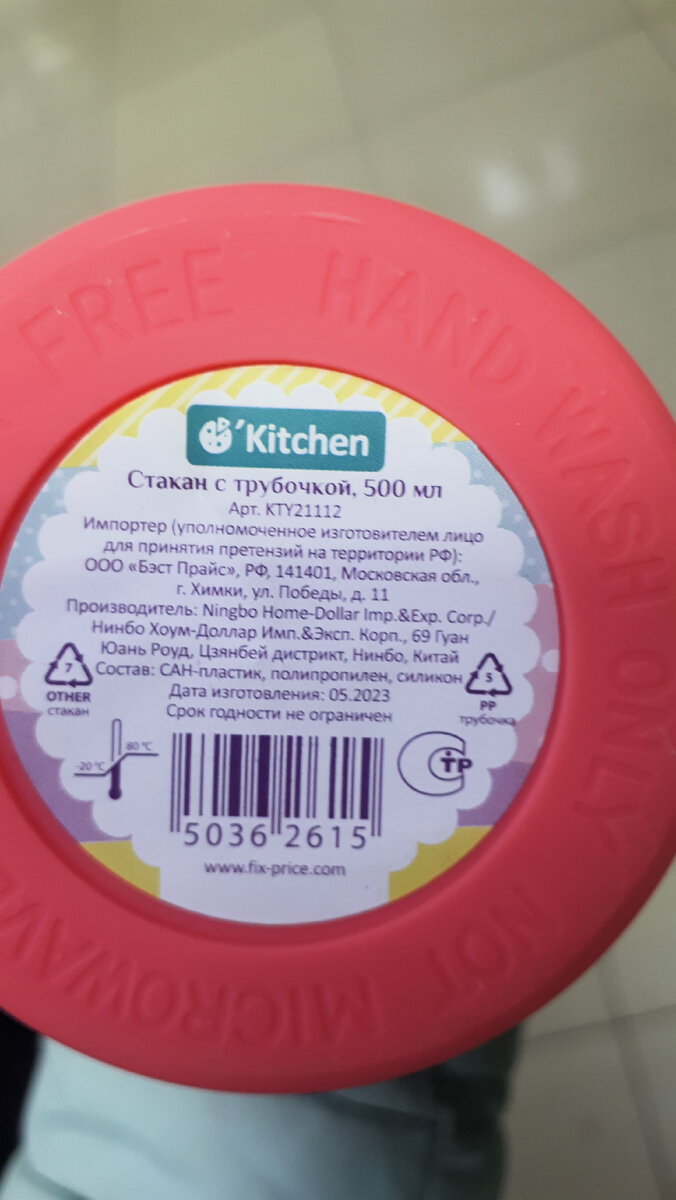 FREE HAND WASH ONLY NOT MICROWAVE
'Kitchen
Стакан с трубочкой, 500 мл
Арт. KTY21112
Импортер (уполномоченное изготовителем лицо
для принятия претензий на территории РФ):
ООО «Бэст Прайс», РФ, 141401, Московская обл.,
г. Химки, ул. Победы, д. 11
Производитель: Ningbo Home-Dollar Imp.&Exp. Corp./
Нинбо Хоум-Доллар Имп.&Эксп. Корп., 69 Гуан
Юань Роуд, Цзянбей дистрикт, Нинбо, Китай
Состав: САН-пластик, полипропилен, силикон
Дата изготовления: 05.2023
Срок годности не ограничен
7
OTHER
стакан
5
PP
трубочка
80 °C
-20 °C
ТР
5036 2615
www.fix-price.com